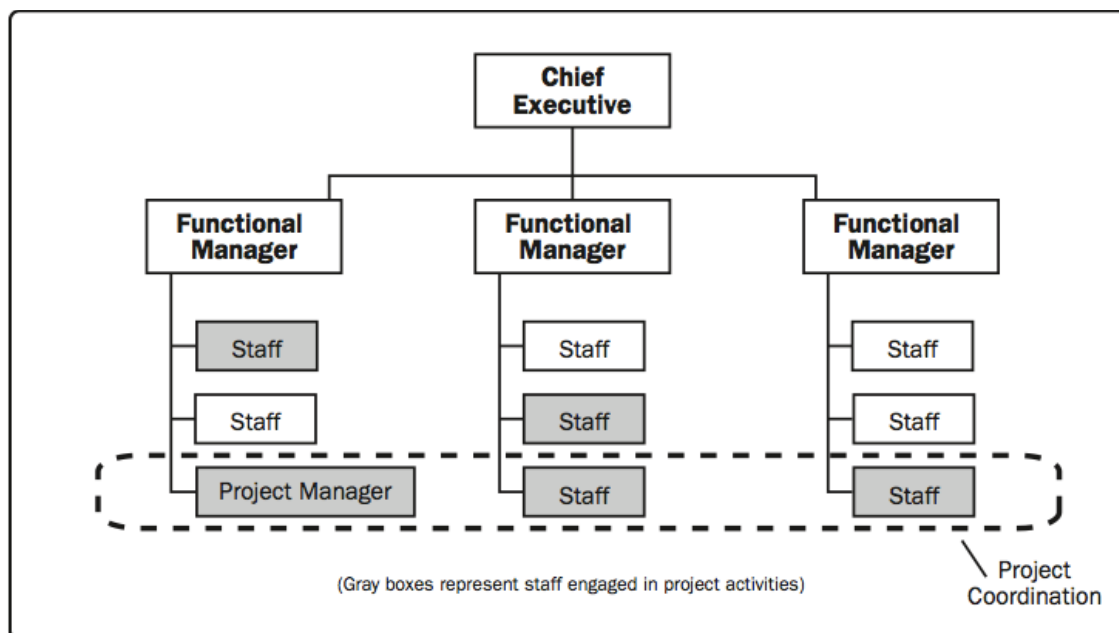 Chief
Executive
Functional
Manager
Functional
Manager
Functional
Manager
Staff
Staff
Staff
Staff
Staff
Staff
Project Manager
Staff
Staff
(Gray boxes represent staff engaged in project activities)
Project
Coordination